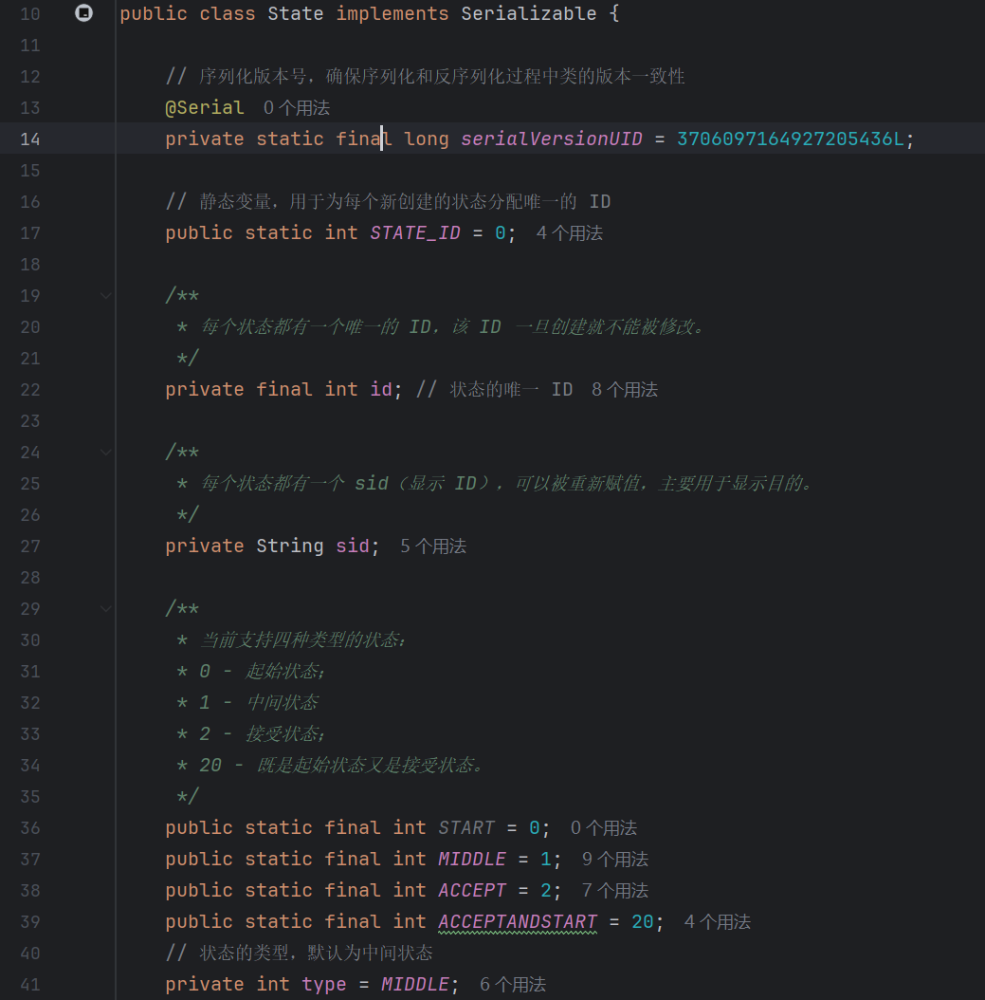 10 public class State implements Serializable {
11
12 // 序列化版本号，确保序列化和反序列化过程中类的版本一致性
13 @Serial 0 个用法
14 private static final long serialVersionUID = 3706097164927205436L;
15
16 // 静态变量，用于为每个新创建的状态分配唯一的 ID
17 public static int STATE_ID = 0; 4 个用法
18
19 /**
20 * 每个状态都有一个唯一的 ID，该 ID 一旦创建就不能被修改。
21 */
22 private final int id; // 状态的唯一 ID 8 个用法
23
24 /**
25 * 每个状态都有一个 sid（显示 ID），可以被重新赋值，主要用于显示目的。
26 */
27 private String sid; 5 个用法
28
29 /**
30 * 当前支持四种类型的状态：
31 * 0 - 起始状态；
32 * 1 - 中间状态
33 * 2 - 接受状态；
34 * 20 - 既是起始状态又是接受状态。
35 */
36 public static final int START = 0; 0 个用法
37 public static final int MIDDLE = 1; 9 个用法
38 public static final int ACCEPT = 2; 7 个用法
39 public static final int ACCEPTANDSTART = 20; 4 个用法
40 // 状态的类型，默认为中间状态
41 private int type = MIDDLE; 6 个用法